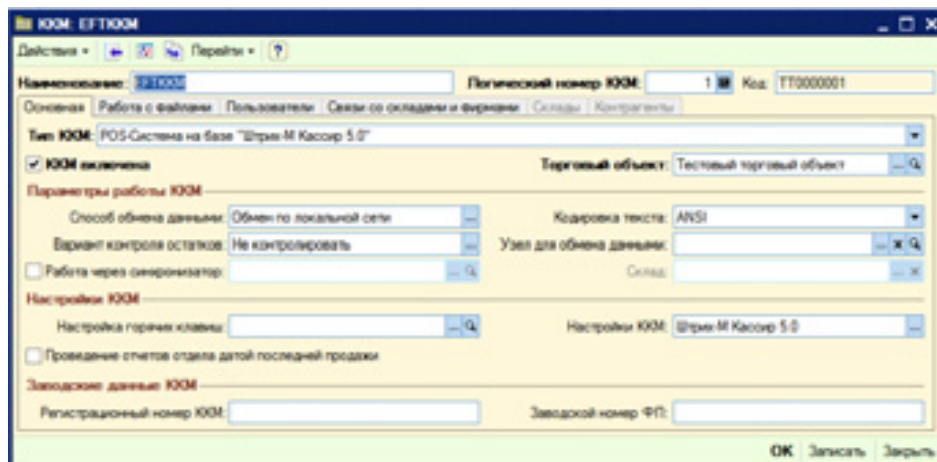 ККМ: EFTKKM
Действия Перейти ?
Наименование: EFTKKM Логический номер ККМ: 1 Код: TT0000001
Основная Работа с файлами Пользователи Связи со складами и фирмами Склады Контрагенты
Тип ККМ: POS-Система на базе "Штрих-М Кассир 5.0"
ККМ включена Торговый объект: Тестовый торговый объект ...
Параметры работы ККМ
Способ обмена данными: Обмен по локальной сети ... Кодировка текста: ANSI
Вариант контроля остатков: Не контролировать ... Узел для обмена данными: ... x
Работа через синхронизатор: ... Склад: ... x
Настройки ККМ
Настройка горячих клавиш: ... Настройки ККМ: Штрих-М Кассир 5.0 ...
Проведение отчетов отдела датой последней продажи
Заводские данные ККМ
Регистрационный номер ККМ: Заводской номер ФП:
OK Записать Закрыть